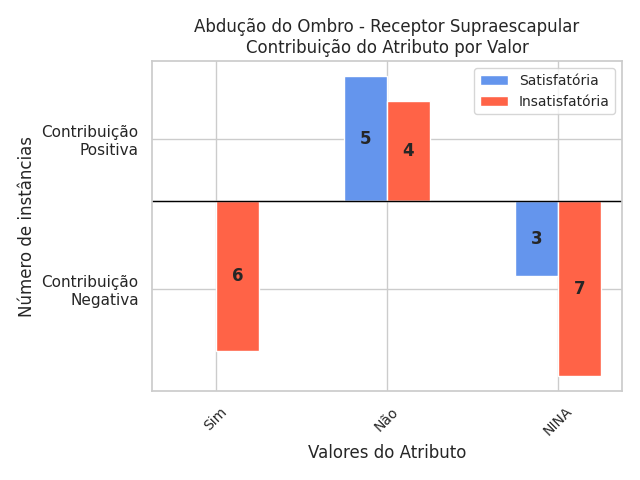 Abdução do Ombro - Receptor Supraescapular
Contribuição do Atributo por Valor
Satisfatória
Insatisfatória
Número de instâncias
Contribuição
Positiva
Contribuição
Negativa
5
4
6
3
7
Sim
Não
NINA
Valores do Atributo